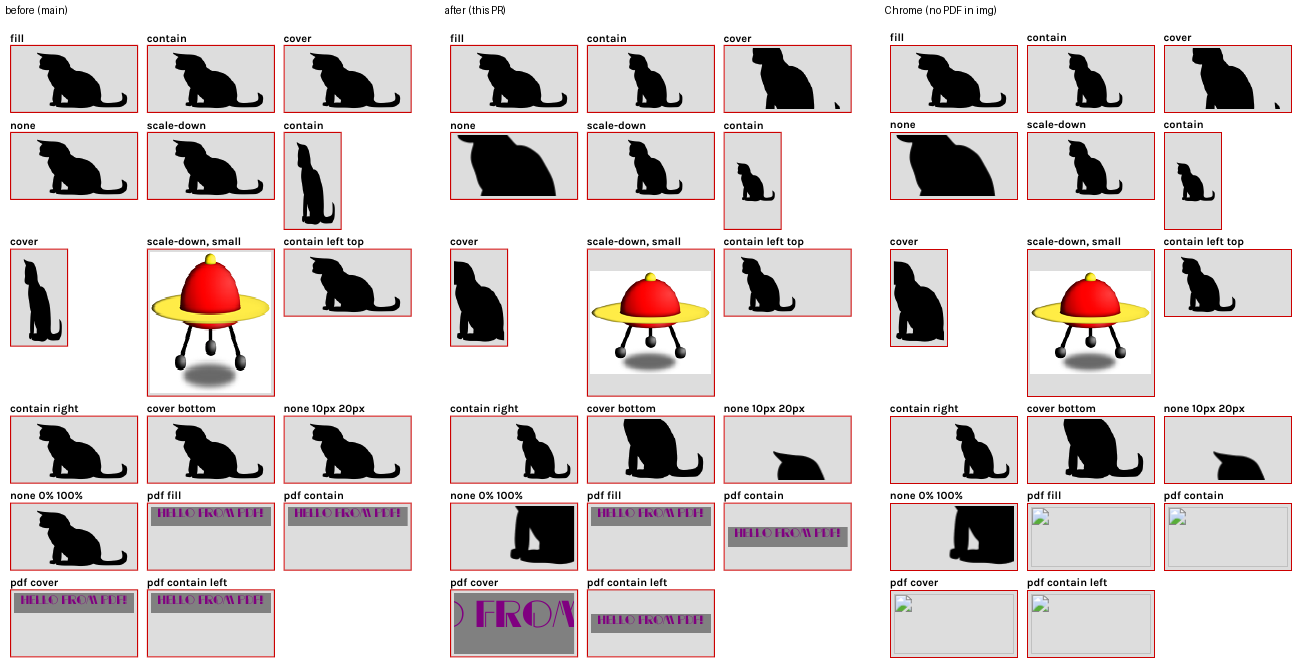 before (main)
after (this PR)
Chrome (no PDF in img)
fill
contain
cover
fill
contain
cover
fill
contain
cover
none
scale-down
contain
none
scale-down
contain
none
scale-down
contain
cover
scale-down, small
contain left top
cover
scale-down, small
contain left top
cover
scale-down, small
contain left top
contain right
cover bottom
none 10px 20px
contain right
cover bottom
none 10px 20px
contain right
cover bottom
none 10px 20px
none 0% 100%
pdf fill
pdf contain
none 0% 100%
pdf fill
pdf contain
none 0% 100%
pdf fill
pdf contain
HELLO FROM PDF!
HELLO FROM PDF!
HELLO FROM PDF!
HELLO FROM PDF!
pdf cover
pdf contain left
pdf cover
pdf contain left
pdf cover
pdf contain left
HELLO FROM PDF!
HELLO FROM PDF!
FROM
HELLO FROM PDF!